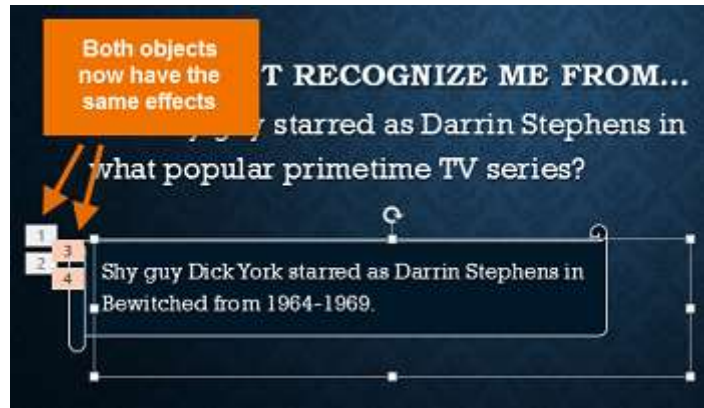 Both objects
now have the
same effects
T RECOGNIZE ME FROM...
starred as Darrin Stephens in
what popular primetime TV series?
1
2
3
4
Shy guy Dick York starred as Darrin Stephens in
Bewitched from 1964-1969.